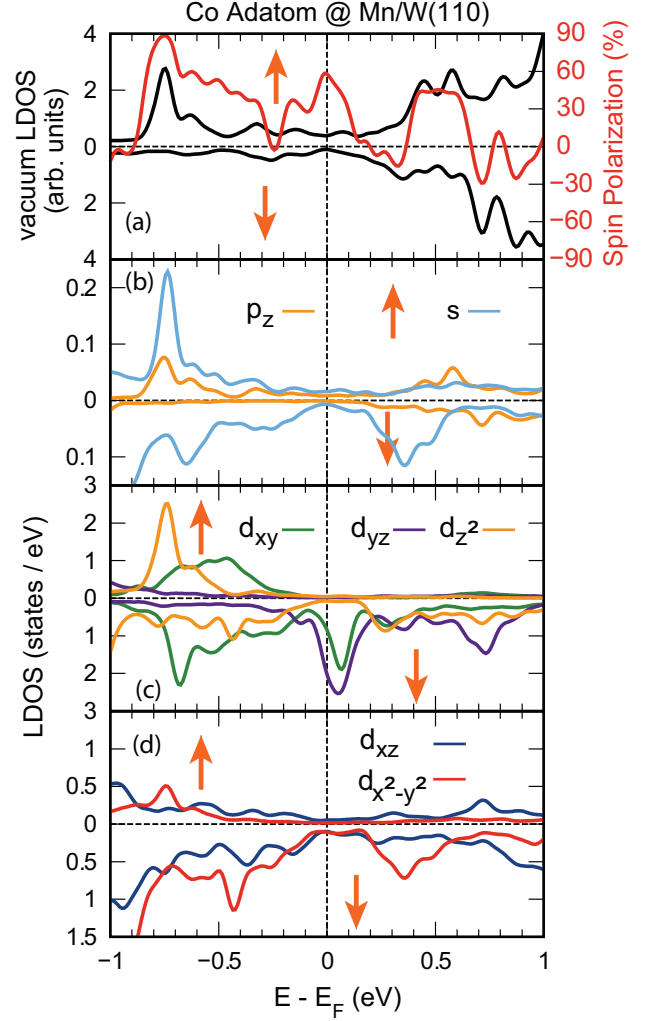 Co Adatom @ Mn/W(110)
4
2
0
2
4
vacuum LDOS
(arb. units)
90
60
30
0
−30
−60
−90
Spin Polarization (%)
(a)
(b)
p_z
s
0.2
0.1
0
0.1
3
(c)
d_xy
d_yz
d_z²
2
1
0
1
2
3
LDOS (states / eV)
(d)
d_xz
d_x²-y²
1
0.5
0
0.5
1
1.5
−1
−0.5
0
0.5
1
E - E_F (eV)